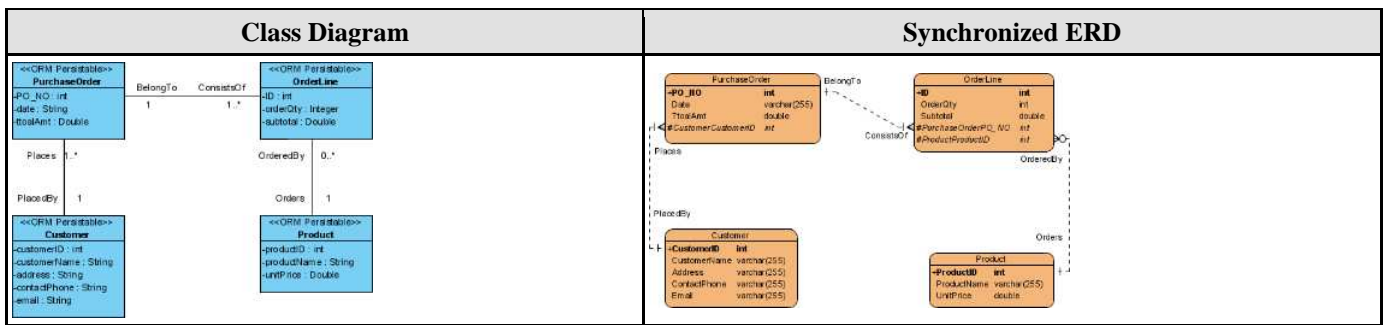 Class Diagram
Synchronized ERD
<<ORM Persistable>>
PurchaseOrder
-PO_NO : int
-date : String
-ttoalAmt : Double
BelongTo
1
ConsistsOf
1..*
<<ORM Persistable>>
OrderLine
-ID : int
-orderQty : Integer
-subtotal : Double
Places
1..*
PlacedBy
1
OrderedBy
0..*
Orders
1
<<ORM Persistable>>
Customer
-customerID : int
-customerName : String
-address : String
-contactPhone : String
-email : String
<<ORM Persistable>>
Product
-productID : int
-productName : String
-unitPrice : Double
PurchaseOrder
+PO_NO int
Date varchar(255)
TtoalAmt double
#CustomerCustomerID int
BelongTo
ConsistsOf
OrderLine
+ID int
OrderQty int
Subtotal double
#PurchaseOrderPO_NO int
#ProductProductID int
Places
OrderedBy
PlacedBy
Orders
Customer
+CustomerID int
CustomerName varchar(255)
Address varchar(255)
ContactPhone varchar(255)
Email varchar(255)
Product
+ProductID int
ProductName varchar(255)
UnitPrice double